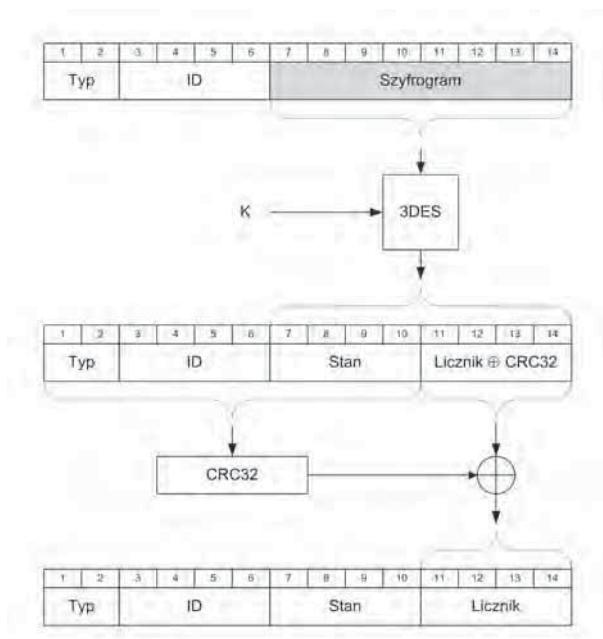 1 2 3 4 5 6 7 8 9 10 11 12 13 14
Typ ID Szyfrogram
K 3DES
1 2 3 4 5 6 7 8 9 10 11 12 13 14
Typ ID Stan Licznik ⊕ CRC32
CRC32
1 2 3 4 5 6 7 8 9 10 11 12 13 14
Typ ID Stan Licznik